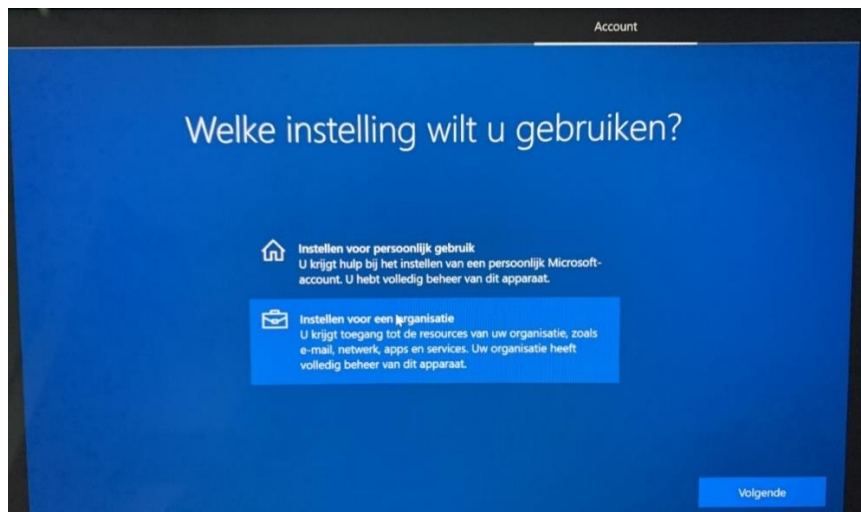 Account
Welke instelling wilt u gebruiken?
Instellen voor persoonlijk gebruik
U krijgt hulp bij het instellen van een persoonlijk Microsoft-
account. U hebt volledig beheer van dit apparaat.
Instellen voor een organisatie
U krijgt toegang tot de resources van uw organisatie, zoals
e-mail, netwerk, apps en services. Uw organisatie heeft
volledig beheer van dit apparaat.
Volgende